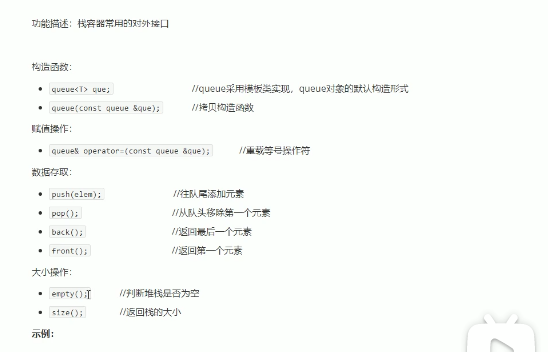 功能描述：栈容器常用的对外接口
构造函数：
queue<T> que; //queue采用模板类实现，queue对象的默认构造形式
queue(const queue &que); //拷贝构造函数
赋值操作：
queue& operator=(const queue &que); //重载等号操作符
数据存取：
push(elem); //往队尾添加元素
pop(); //从队头移除第一个元素
back(); //返回最后一个元素
front(); //返回第一个元素
大小操作：
empty(); //判断堆栈是否为空
size(); //返回栈的大小
示例：